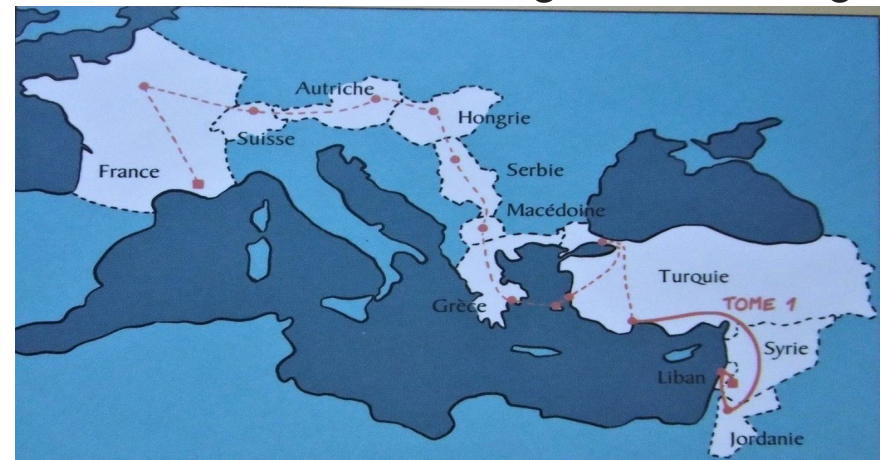 Autriche
Hongrie
Suisse
France
Serbie
Macédoine
Turquie
Grèce
TOME 1
Syrie
Liban
Jordanie